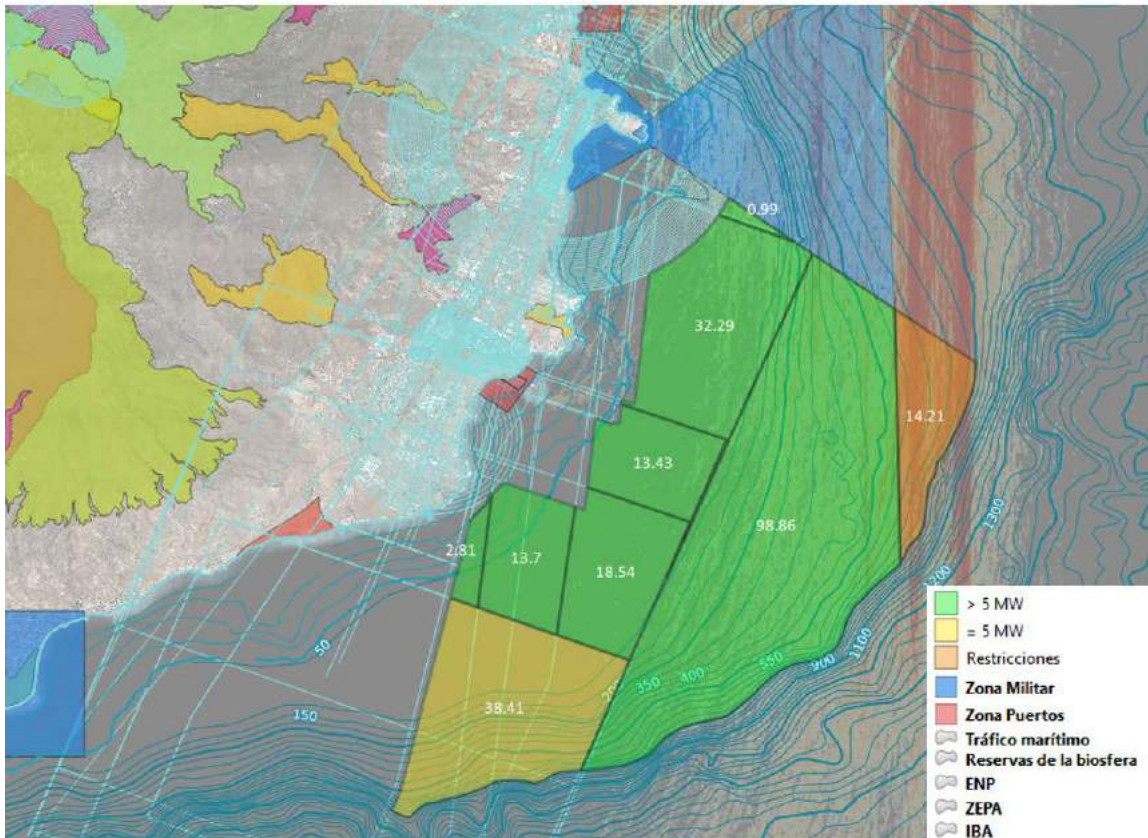 0.99
32.29
14.21
13.43
98.86
1300
2.81
13.7
18.54
1200
1100
900
550
400
350
50
38.41
150
> 5 MW
= 5 MW
Restricciones
Zona Militar
Zona Puertos
Tráfico marítimo
Reservas de la biosfera
ENP
ZEPA
IBA